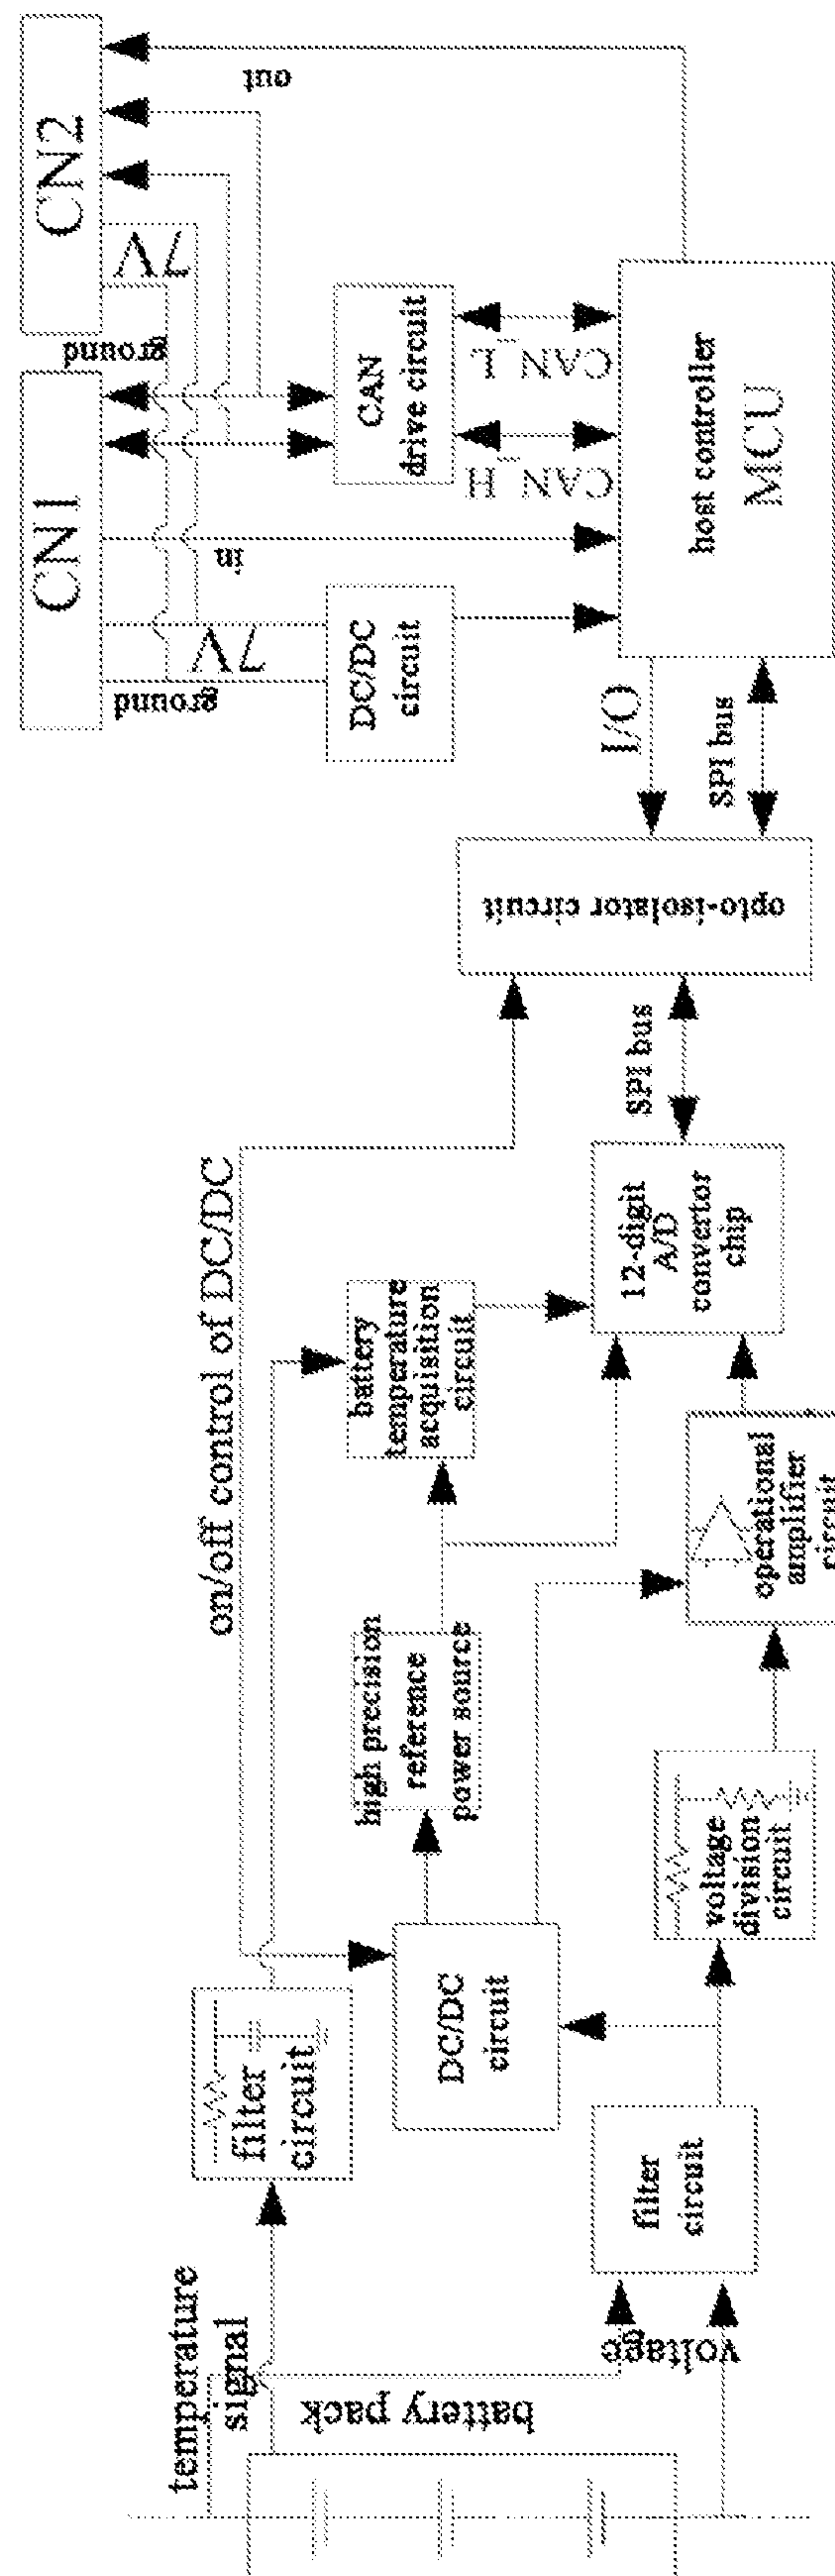 CN2
out
7V
ground
CN1
in
7V
ground
CAN
drive circuit
CAN_L
CAN_H
host controller
MCU
DC/DC
circuit
I/O
SPI bus
opto-isolator circuit
SPI bus
12-digit
A/D
convertor
chip
on/off control of DC/DC
battery
temperature
acquisition
circuit
operational
amplifier
circuit
high precision
reference
power source
voltage
division
circuit
DC/DC
circuit
filter
circuit
filter
circuit
temperature
signal
voltage
battery pack